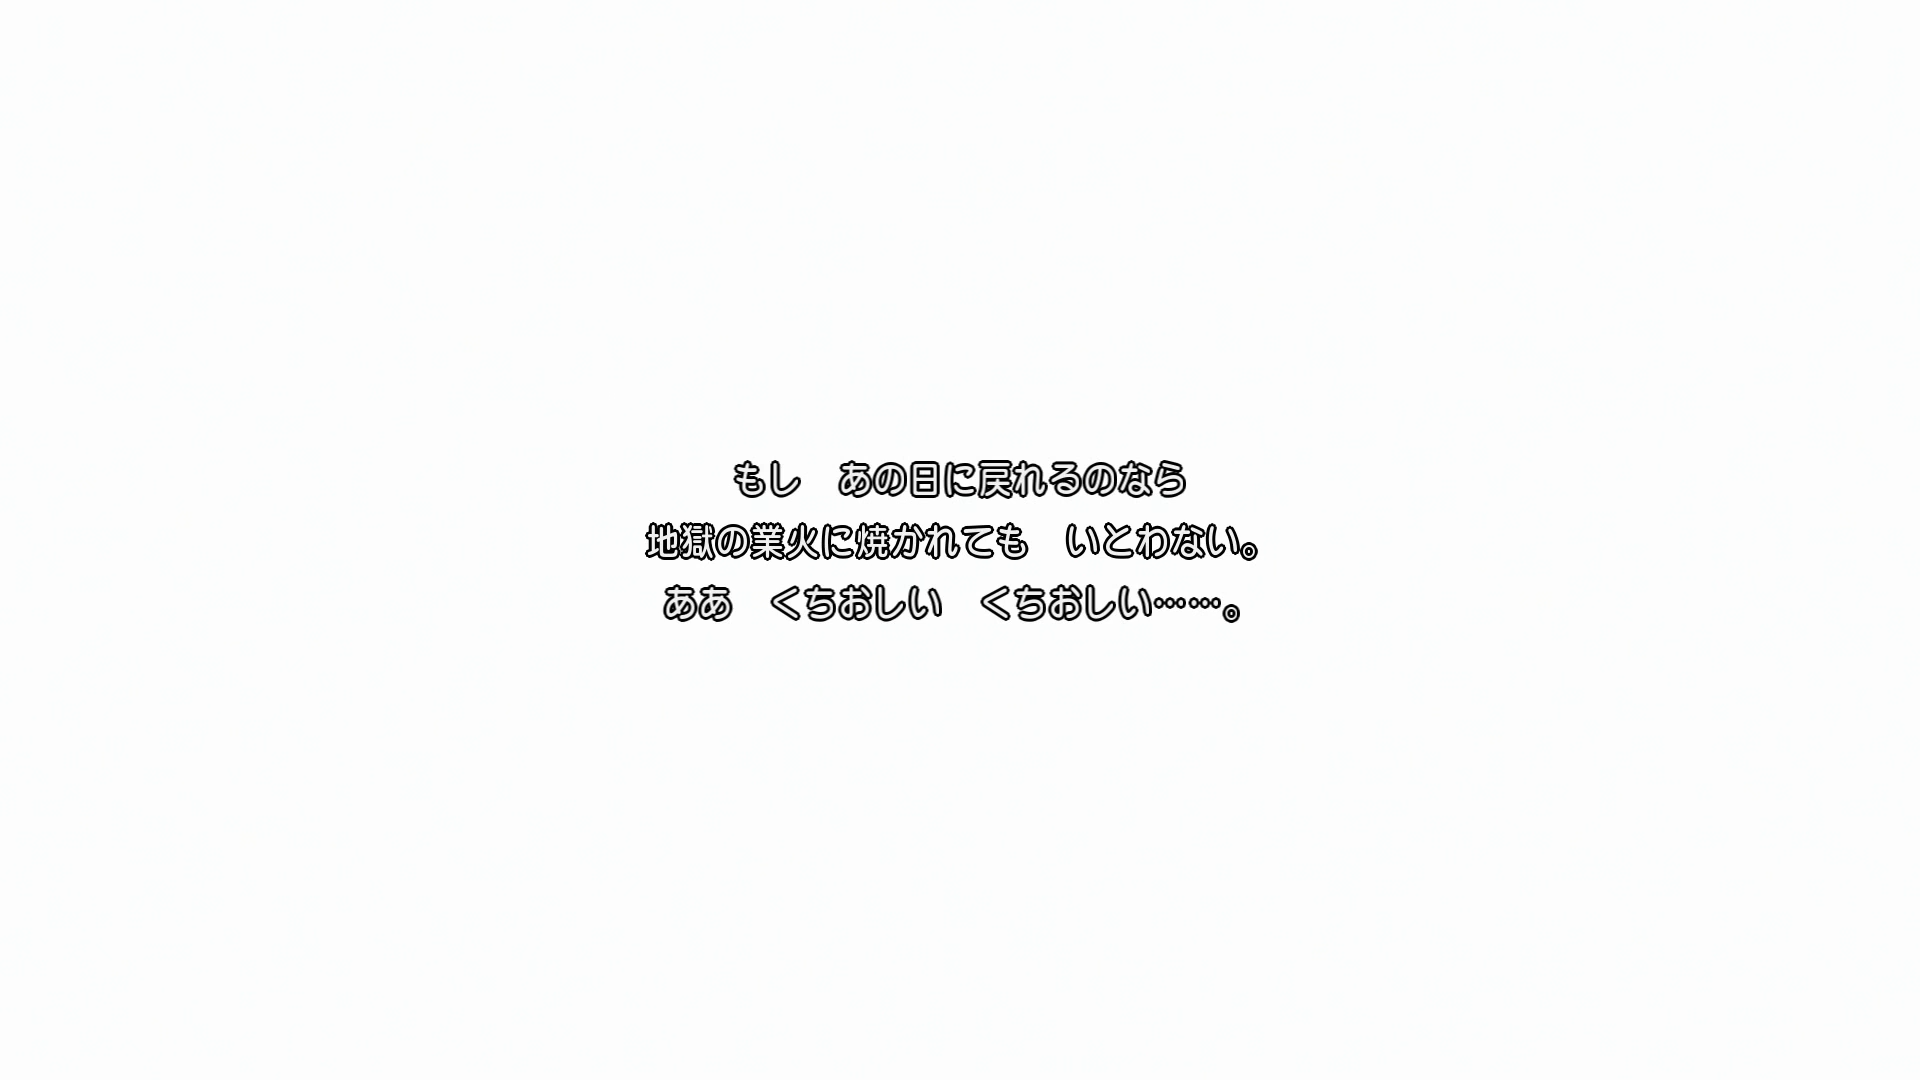 もし　あの日に戻れるのなら
地獄の業火に焼かれても　いとわない。
ああ　くちおしい　くちおしい……。